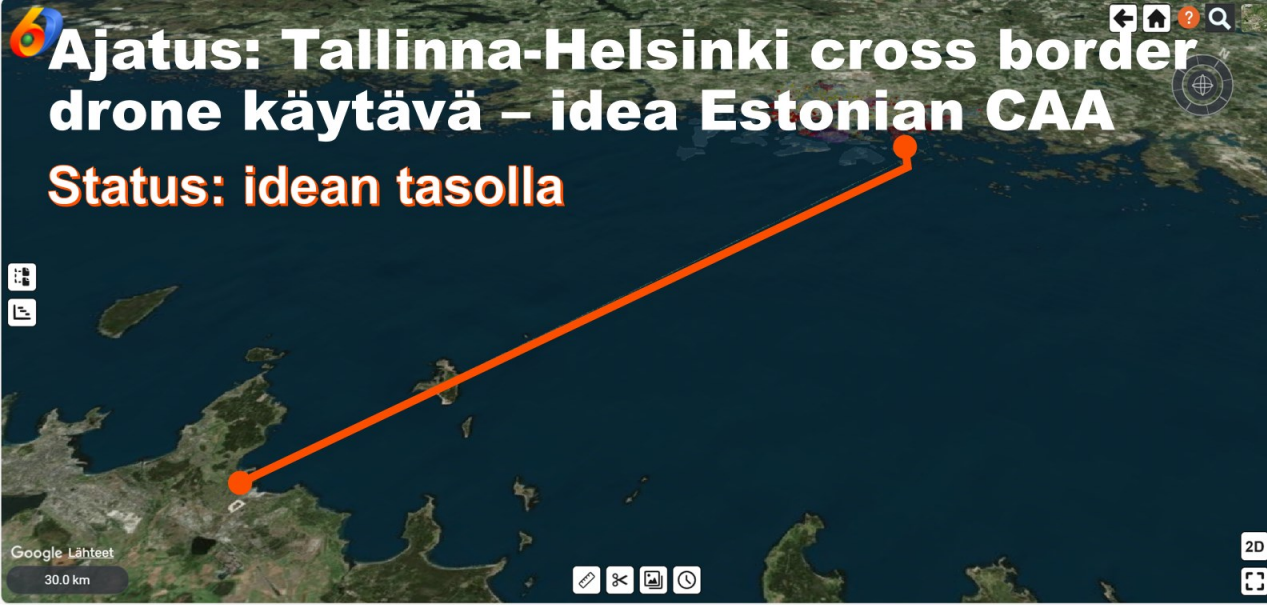 Ajatus: Tallinna-Helsinki cross border
drone käytävä – idea Estonian CAA
Status: idean tasolla
?
N
Google Lähteet
30.0 km
2D